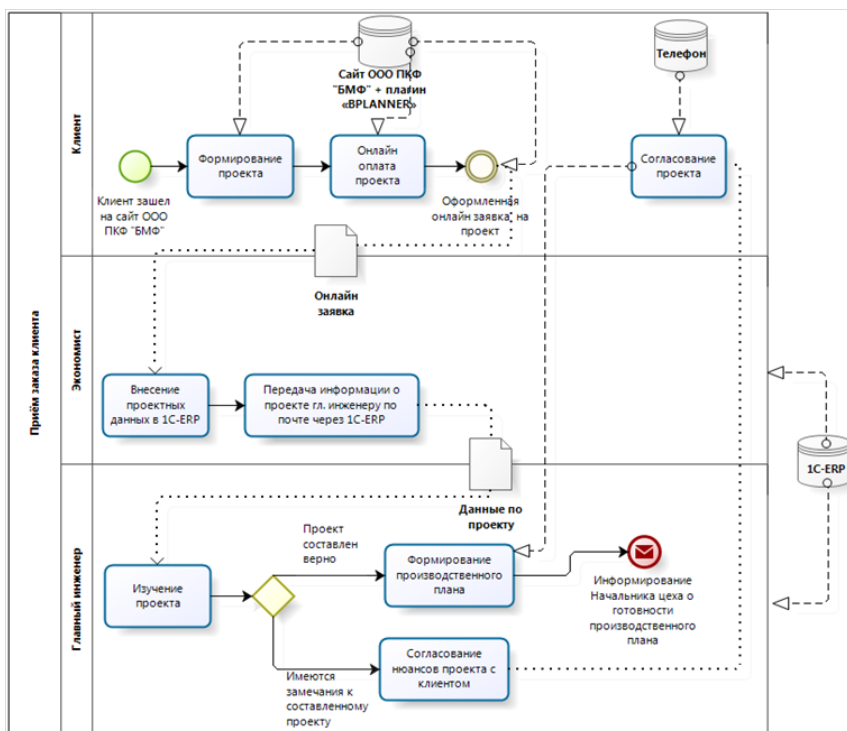 Приём заказа клиента
Клиент
Сайт ООО ПКФ
"БМФ" + плагин
«BPLANNER»
Телефон
Формирование
проекта
Онлайн
оплата
проекта
Согласование
проекта
Клиент зашел
на сайт ООО
ПКФ "БМФ"
Оформленная
онлайн заявка на
проект
Онлайн
заявка
Экономист
Внесение
проектных
данных в 1С-ERP
Передача информации о
проекте гл. инженеру по
почте через 1С-ERP
1С-ERP
Данные по
проекту
Главный инженер
Изучение
проекта
Проект
составлен
верно
Формирование
производственного
плана
Информирование
Начальника цеха о
готовности
производственного
плана
Имеются
замечания к
составленному
проекту
Согласование
нюансов проекта с
клиентом